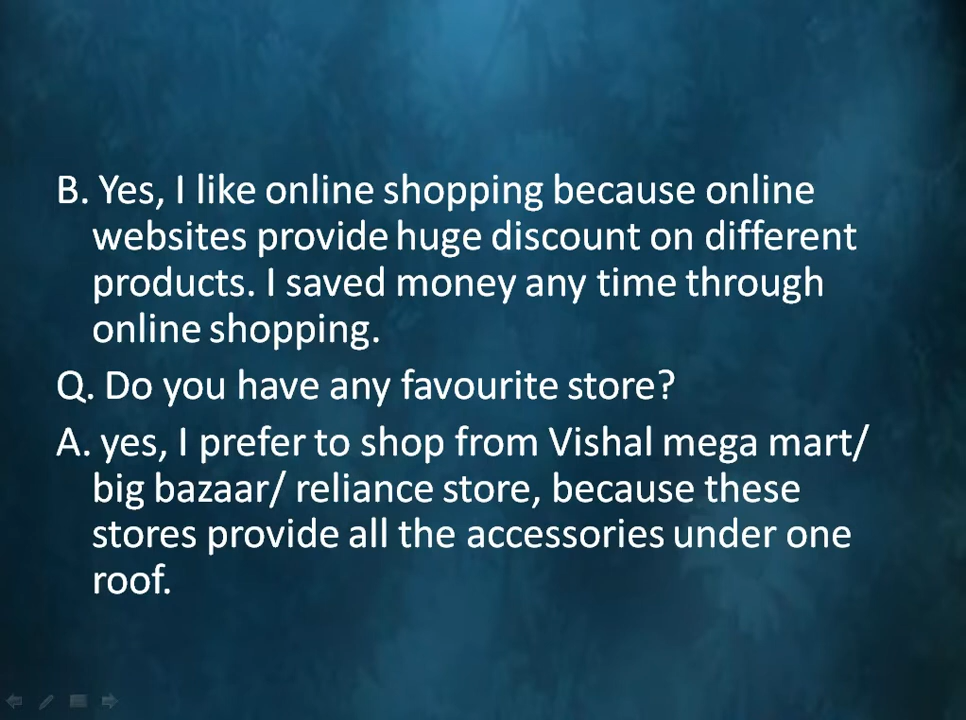 B. Yes, I like online shopping because online
websites provide huge discount on different
products. I saved money any time through
online shopping.
Q. Do you have any favourite store?
A. yes, I prefer to shop from Vishal mega mart/
big bazaar/ reliance store, because these
stores provide all the accessories under one
roof.